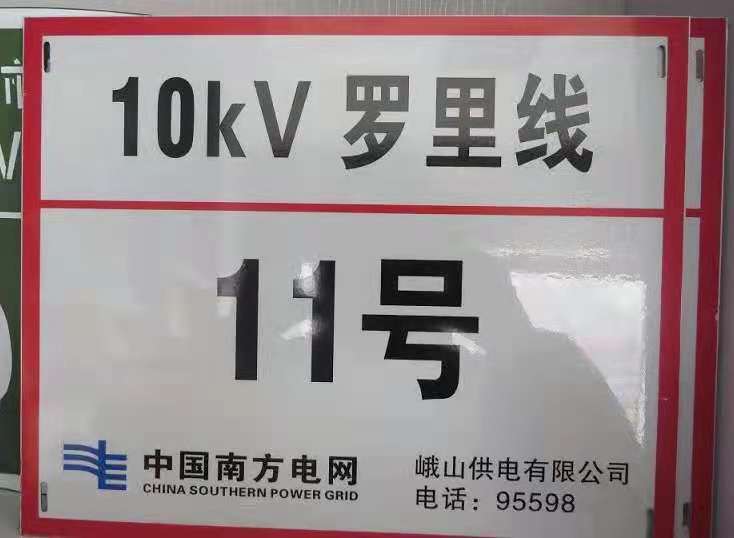 10kV 罗里线
11号
中国南方电网
CHINA SOUTHERN POWER GRID
峨山供电有限公司
电话：95598
市
V